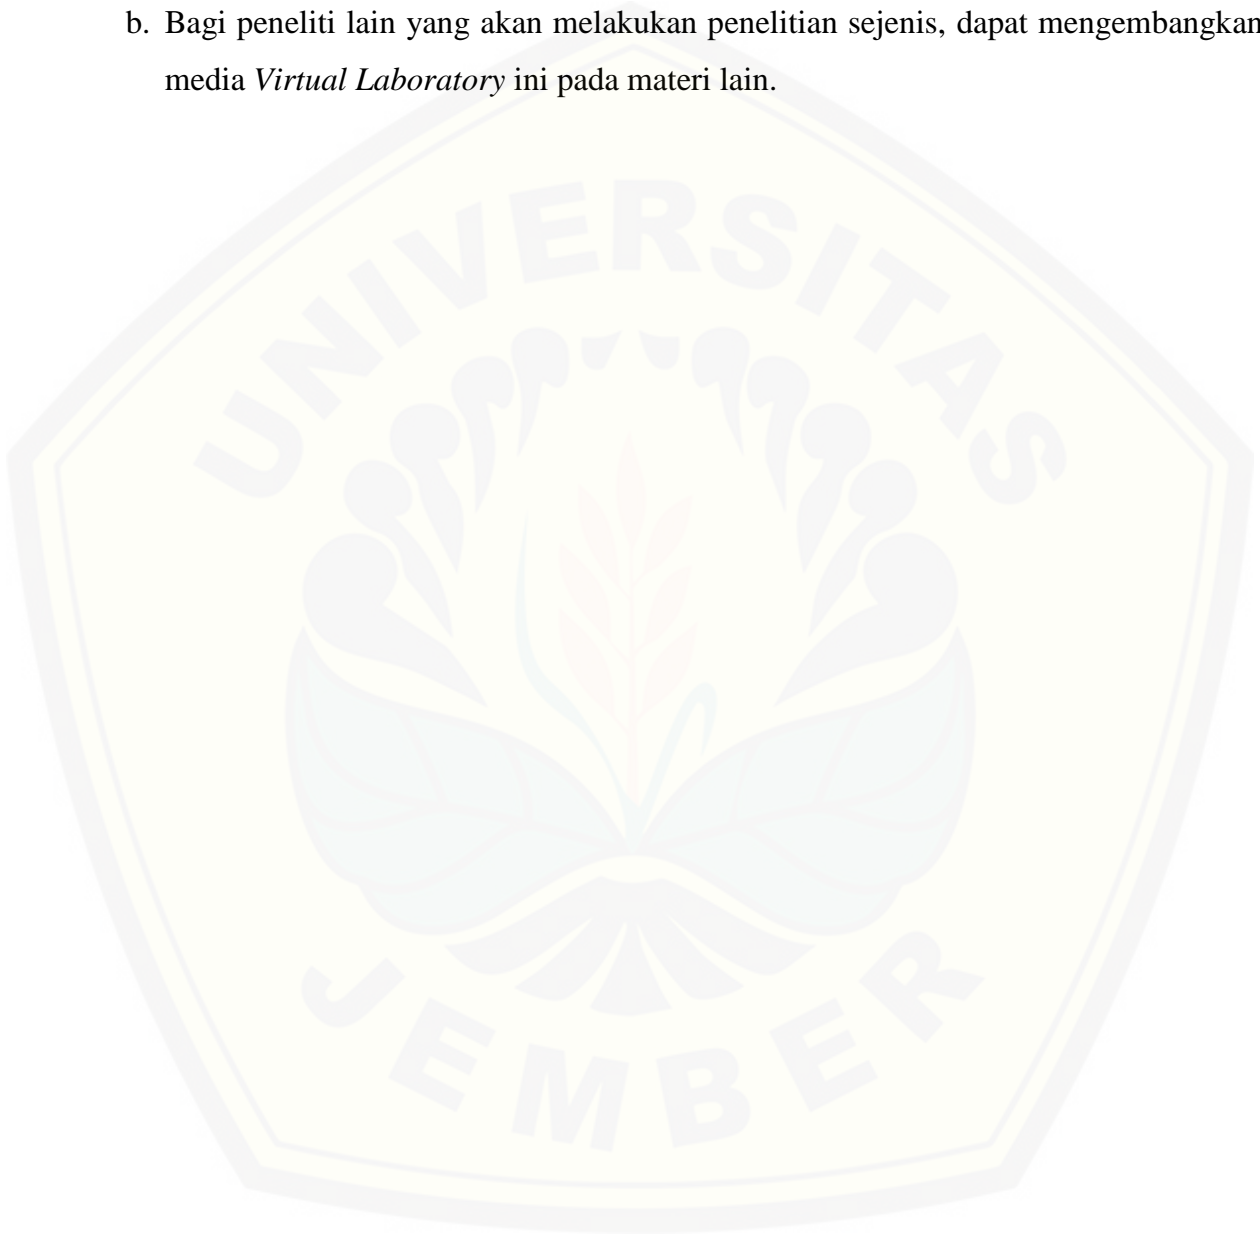 b. Bagi peneliti lain yang akan melakukan penelitian sejenis, dapat mengembangkan
media Virtual Laboratory ini pada materi lain.
UNIVERSITAS
JEMBER